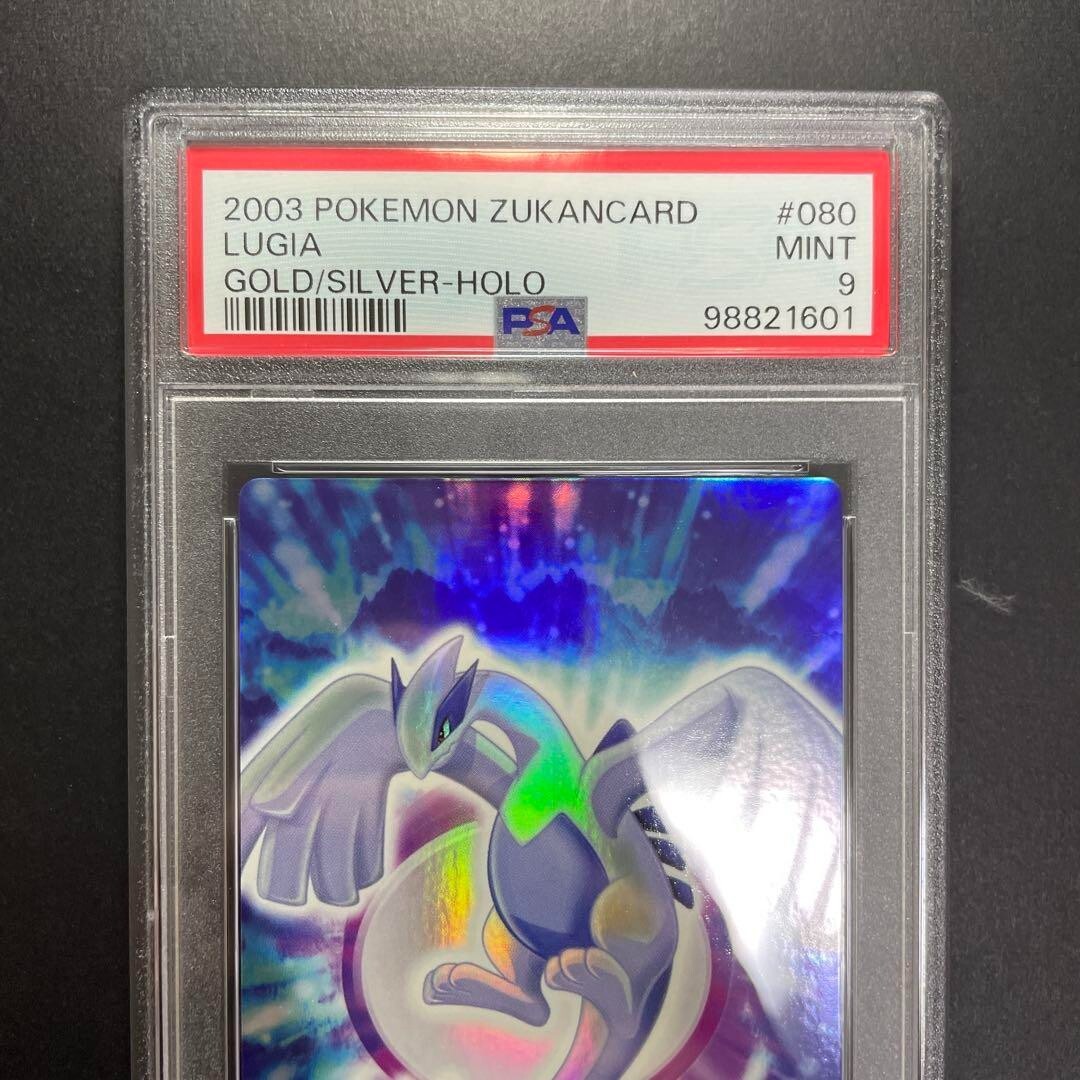 2003 POKEMON ZUKANCARD #080
LUGIA MINT
GOLD/SILVER-HOLO 9
PSA 98821601